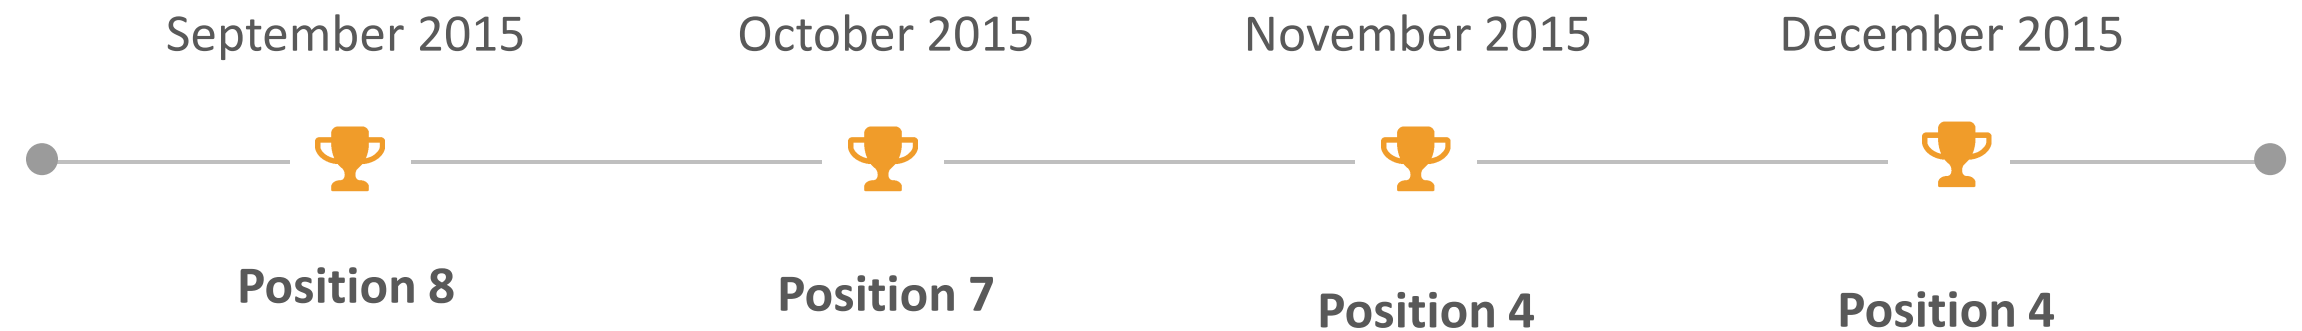 September 2015
October 2015
November 2015
December 2015
Position 8
Position 7
Position 4
Position 4